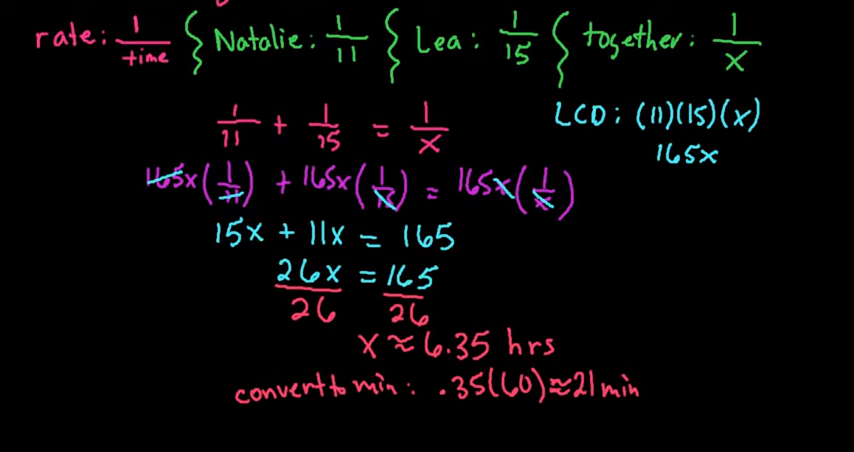 rate: 1/time { Natalie: 1/11 { Lea: 1/15 { together: 1/x
1/11 + 1/15 = 1/x
LCD: (11)(15)(x)
165x
165x(1/11) + 165x(1/15) = 165x(1/x)
15x + 11x = 165
26x = 165
26 26
x ≈ 6.35 hrs
convert to min: .35(60) ≈ 21 min